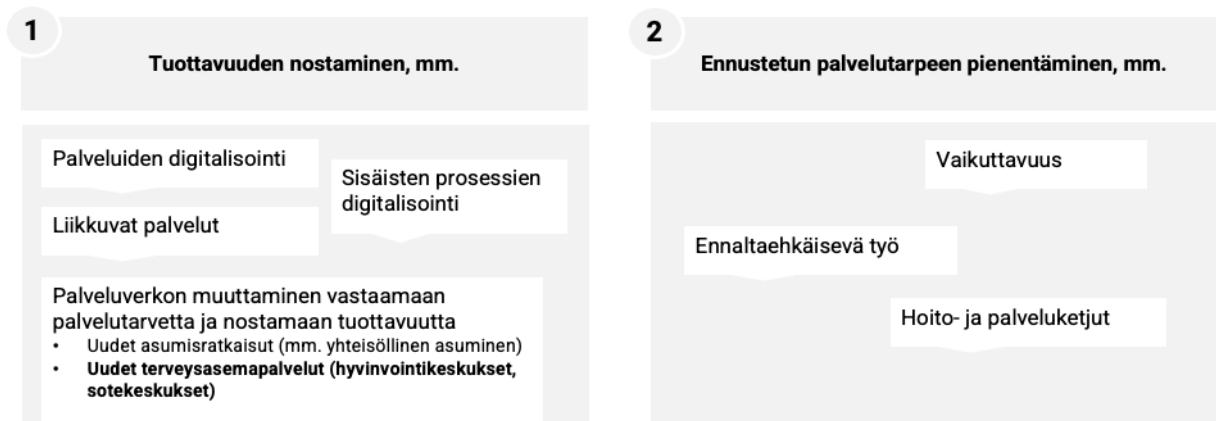 1
Tuottavuuden nostaminen, mm.
Palveluiden digitalisointi
Sisäisten prosessien
digitalisointi
Liikkuvat palvelut
Palveluverkon muuttaminen vastaamaan
palvelutarvetta ja nostamaan tuottavuutta
• Uudet asumisratkaisut (mm. yhteisöllinen asuminen)
• Uudet terveysasemapalvelut (hyvinvointikeskukset,
sotekeskukset)
2
Ennustetun palvelutarpeen pienentäminen, mm.
Vaikuttavuus
Ennaltaehkäisevä työ
Hoito- ja palveluketjut